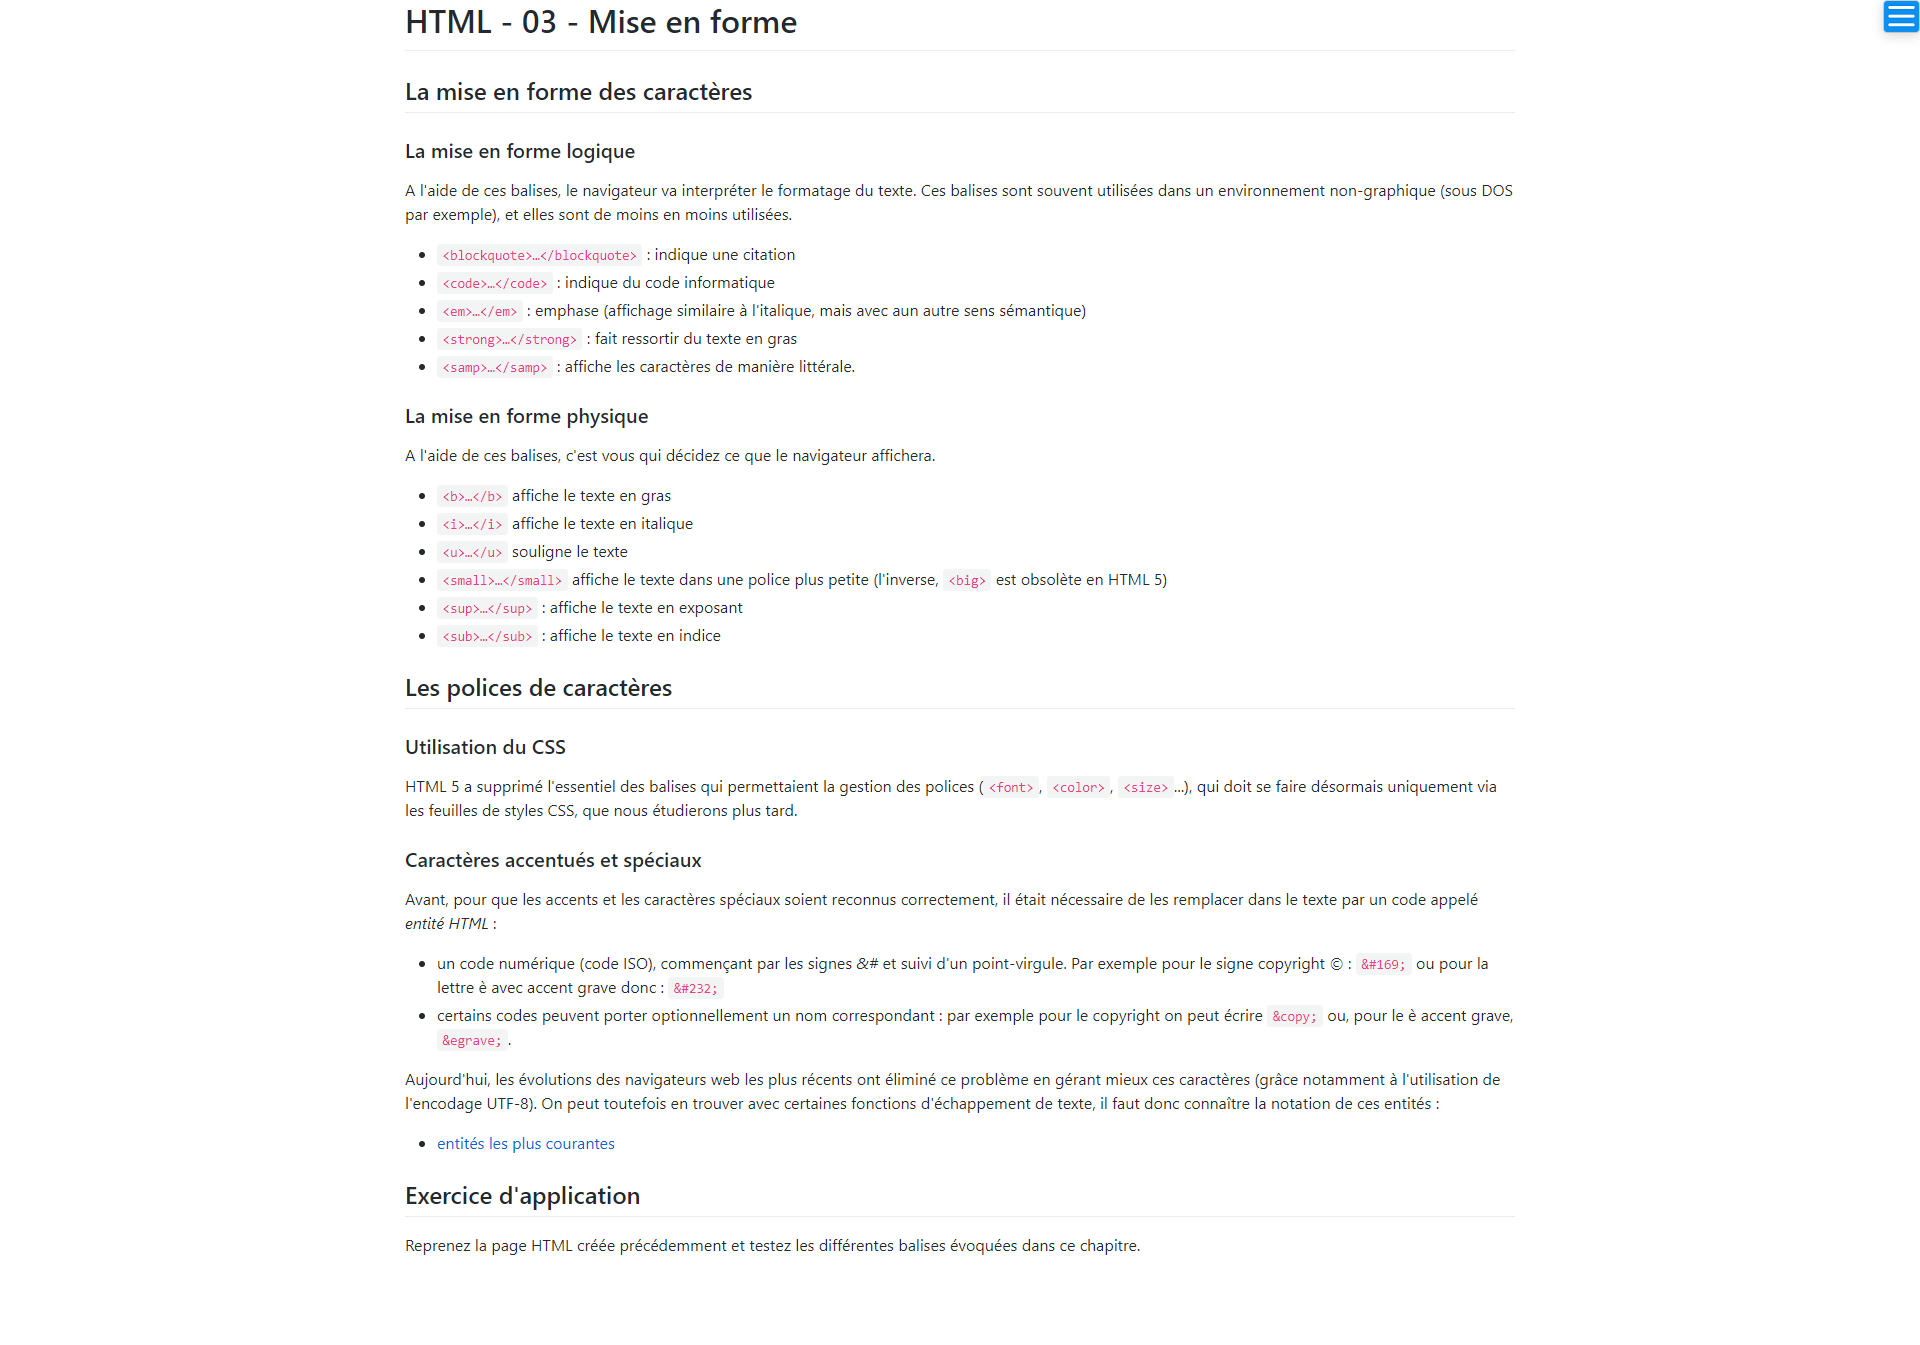 HTML - 03 - Mise en forme
La mise en forme des caractères
La mise en forme logique
A l'aide de ces balises, le navigateur va interpréter le formatage du texte. Ces balises sont souvent utilisées dans un environnement non-graphique (sous DOS
par exemple), et elles sont de moins en moins utilisées.
• <blockquote>…</blockquote> : indique une citation
• <code>…</code> : indique du code informatique
• <em>…</em> : emphase (affichage similaire à l'italique, mais avec aun autre sens sémantique)
• <strong>…</strong> : fait ressortir du texte en gras
• <samp>…</samp> : affiche les caractères de manière littérale.
La mise en forme physique
A l'aide de ces balises, c'est vous qui décidez ce que le navigateur affichera.
• <b>…</b> affiche le texte en gras
• <i>…</i> affiche le texte en italique
• <u>…</u> souligne le texte
• <small>…</small> affiche le texte dans une police plus petite (l'inverse, <big> est obsolète en HTML 5)
• <sup>…</sup> : affiche le texte en exposant
• <sub>…</sub> : affiche le texte en indice
Les polices de caractères
Utilisation du CSS
HTML 5 a supprimé l'essentiel des balises qui permettaient la gestion des polices ( <font> , <color> , <size> …), qui doit se faire désormais uniquement via
les feuilles de styles CSS, que nous étudierons plus tard.
Caractères accentués et spéciaux
Avant, pour que les accents et les caractères spéciaux soient reconnus correctement, il était nécessaire de les remplacer dans le texte par un code appelé
entité HTML :
• un code numérique (code ISO), commençant par les signes &# et suivi d'un point-virgule. Par exemple pour le signe copyright © : &#169; ou pour la
lettre è avec accent grave donc : &#232;
• certains codes peuvent porter optionnellement un nom correspondant : par exemple pour le copyright on peut écrire &copy; ou, pour le è accent grave,
&egrave; .
Aujourd'hui, les évolutions des navigateurs web les plus récents ont éliminé ce problème en gérant mieux ces caractères (grâce notamment à l'utilisation de
l'encodage UTF-8). On peut toutefois en trouver avec certaines fonctions d'échappement de texte, il faut donc connaître la notation de ces entités :
• entités les plus courantes
Exercice d'application
Reprenez la page HTML créée précédemment et testez les différentes balises évoquées dans ce chapitre.